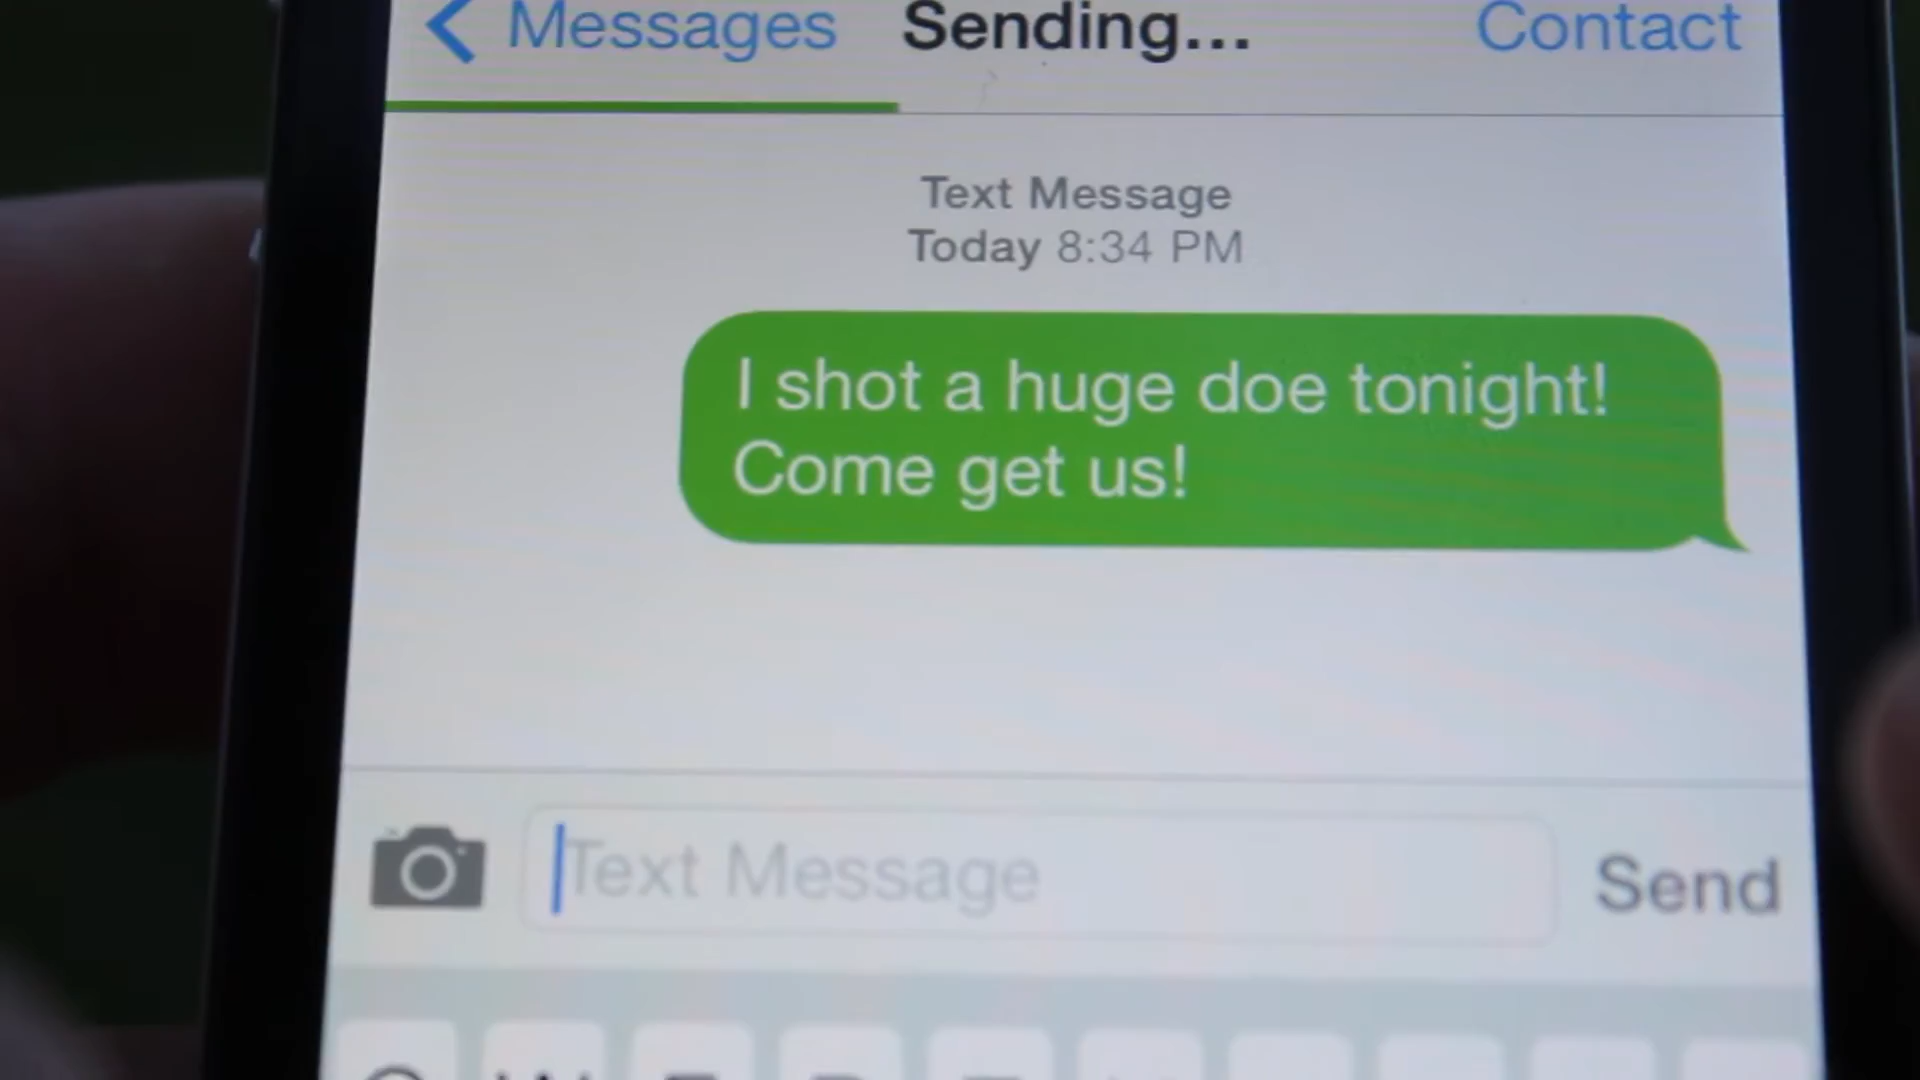 Messages Sending... Contact
Text Message
Today 8:34 PM
I shot a huge doe tonight!
Come get us!
Text Message Send